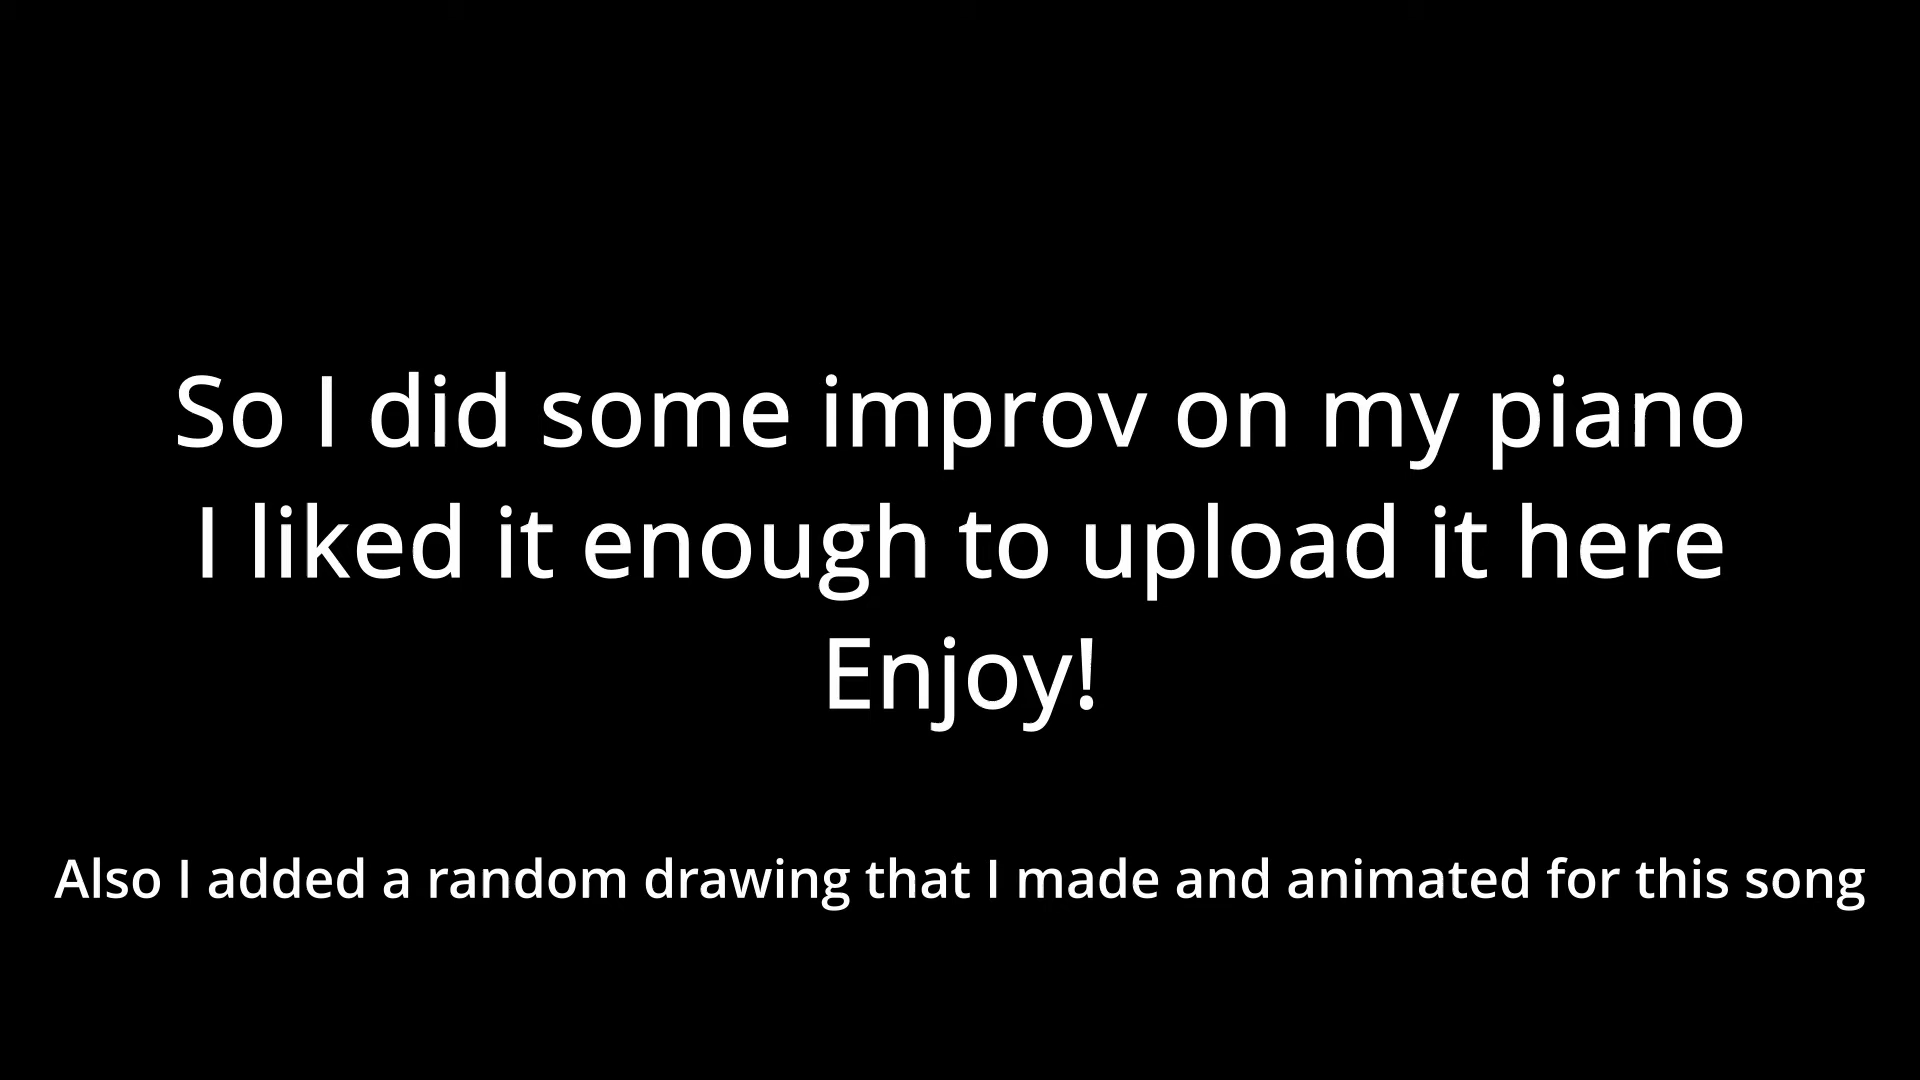 So I did some improv on my piano
I liked it enough to upload it here
Enjoy!
Also I added a random drawing that I made and animated for this song